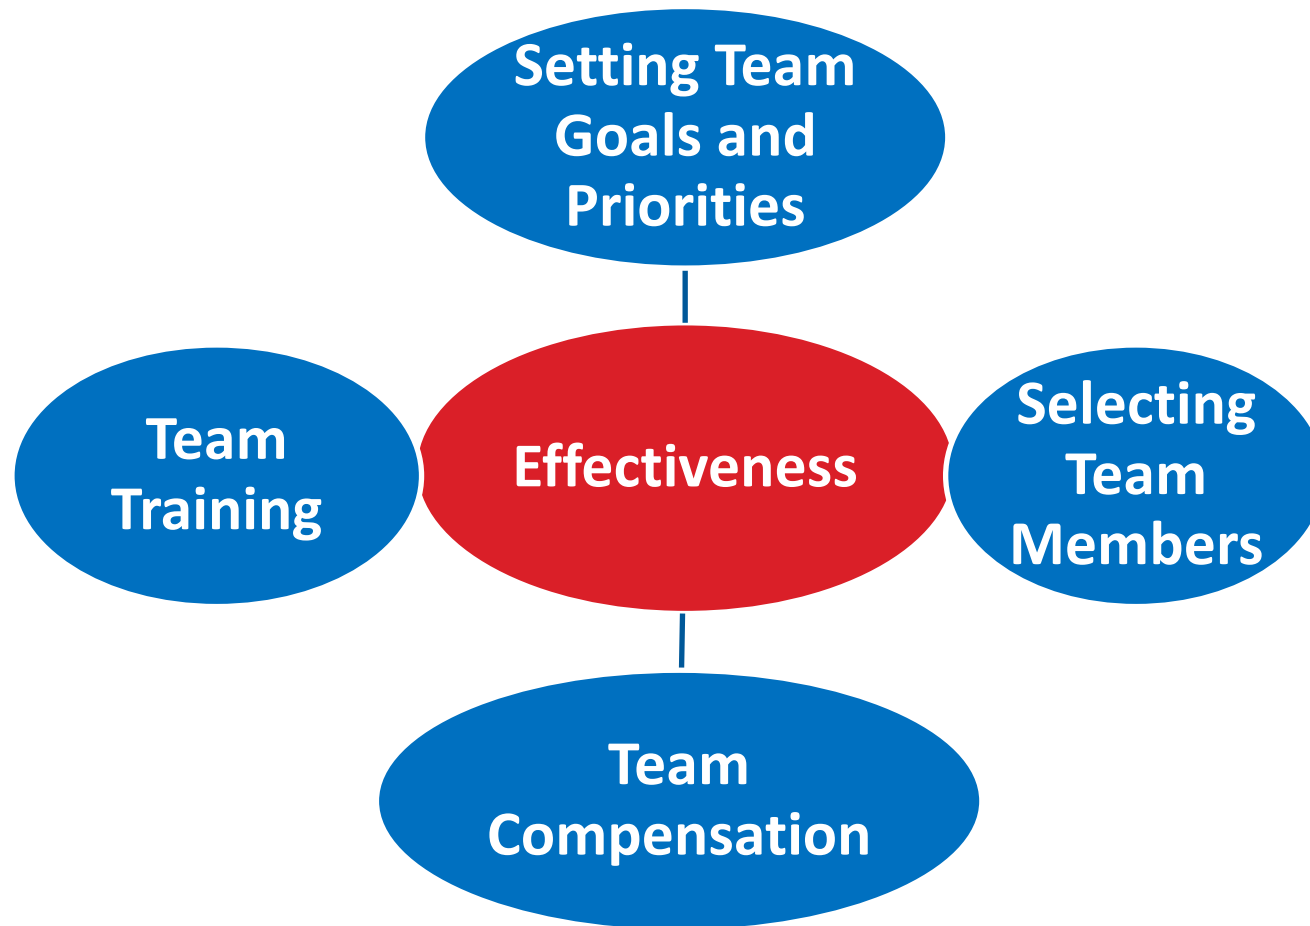 Setting Team
Goals and
Priorities
Team
Training
Effectiveness
Selecting
Team
Members
Team
Compensation